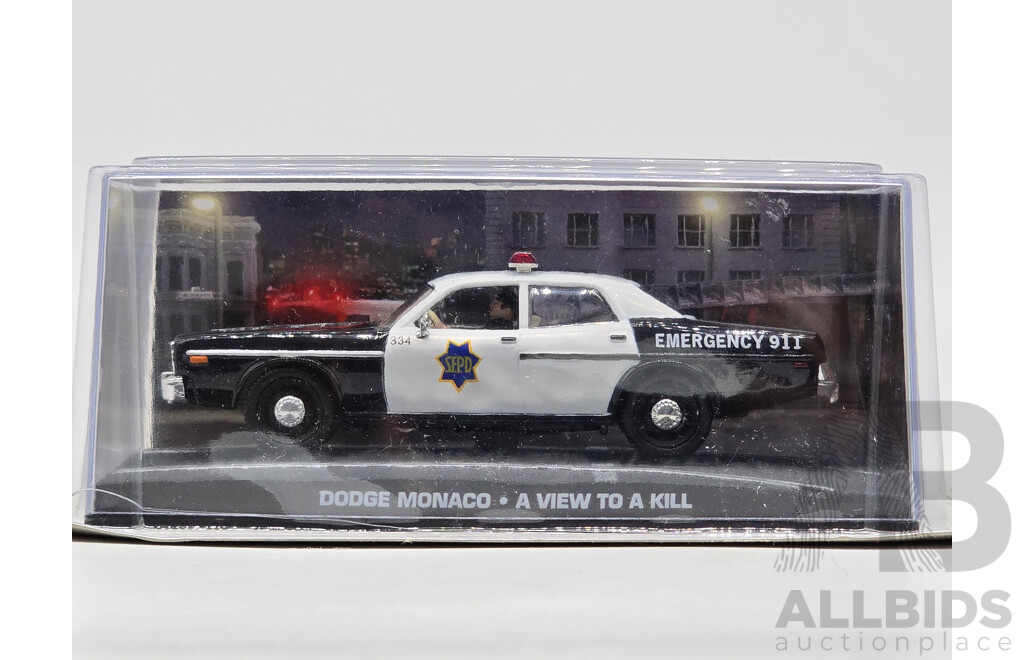 334
SFPD
EMERGENCY 911
DODGE MONACO • A VIEW TO A KILL
B
ALLBIDS
auctionplace